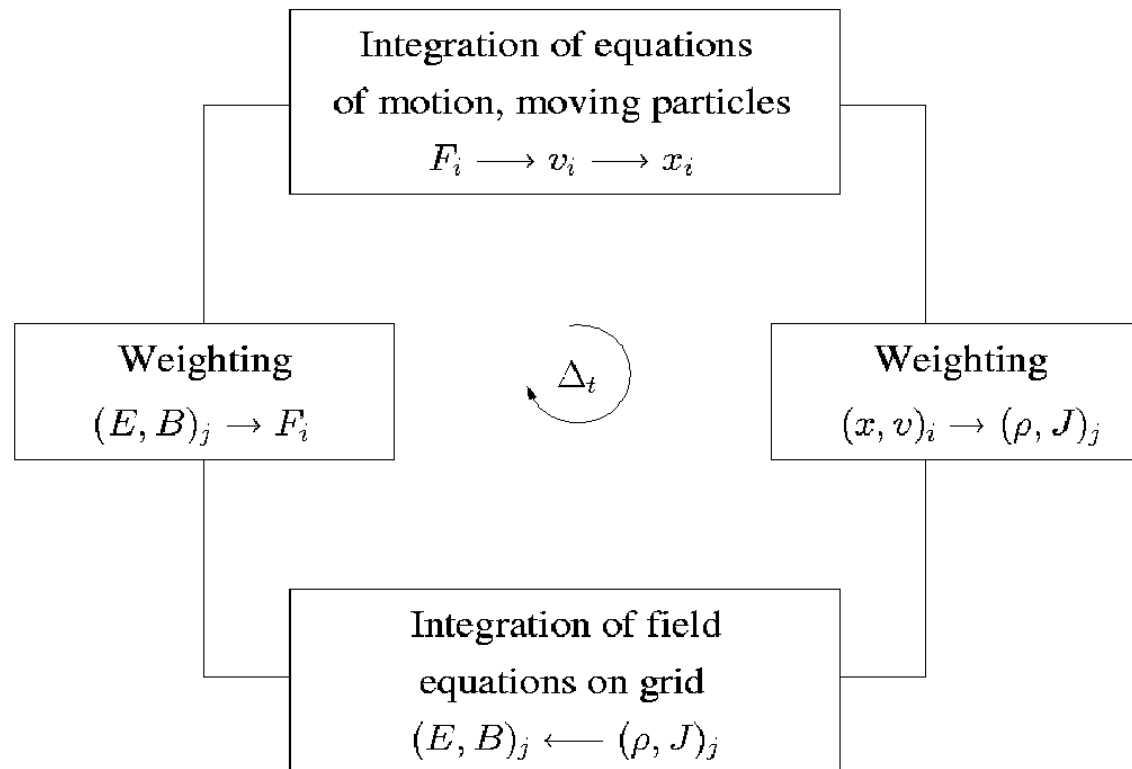 Integration of equations
of motion, moving particles
F_i ⟶ v_i ⟶ x_i
Weighting
(E, B)_j → F_i
Δ_t
Weighting
(x, v)_i → (ρ, J)_j
Integration of field
equations on grid
(E, B)_j ⟵ (ρ, J)_j